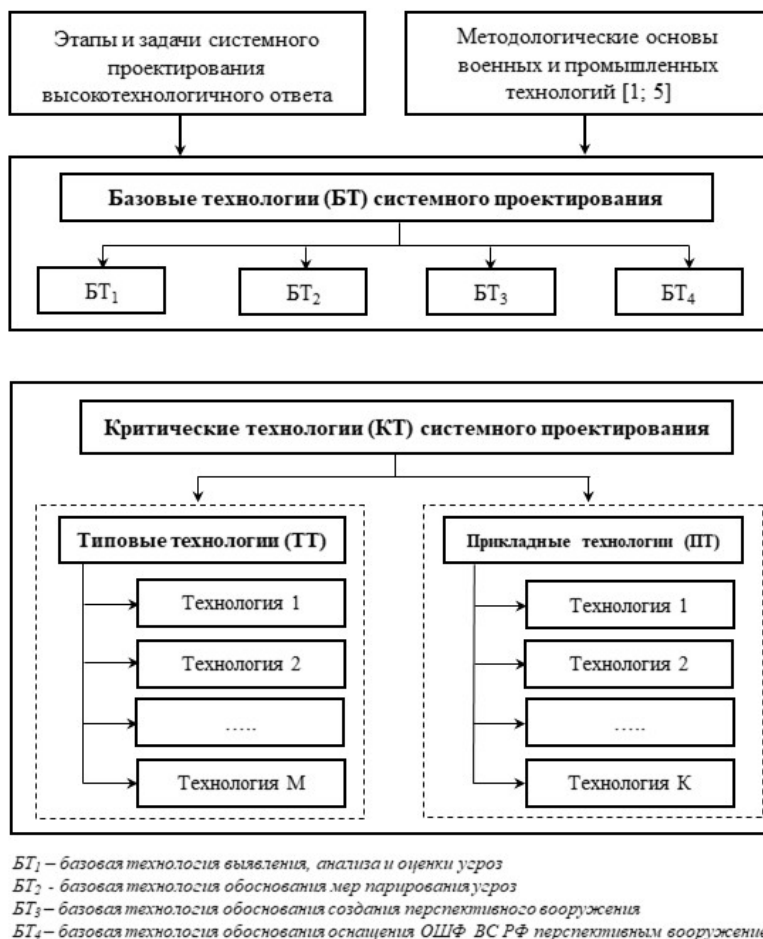 Этапы и задачи системного
проектирования
высокотехнологичного ответа
Методологические основы
военных и промышленных
технологий [1; 5]
Базовые технологии (БТ) системного проектирования
БТ1
БТ2
БТ3
БТ4
Критические технологии (КТ) системного проектирования
Типовые технологии (ТТ)
Технология 1
Технология 2
…..
Технология М
Прикладные технологии (ПТ)
Технология 1
Технология 2
…..
Технология К
БТ1 – базовая технология выявления, анализа и оценки угроз
БТ2 - базовая технология обоснования мер парирования угроз
БТ3 – базовая технология обоснования создания перспективного вооружения
БТ4 – базовая технология обоснования оснащения ОШФ ВС РФ перспективным вооружение